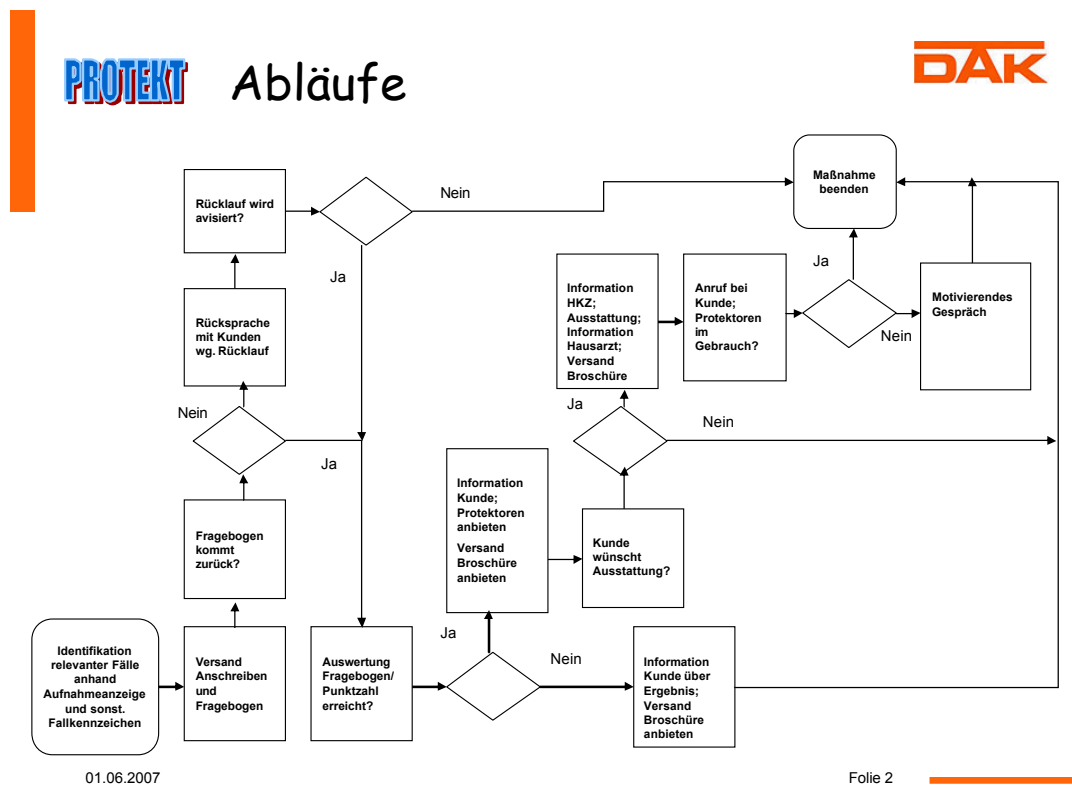 PROTEKT
Abläufe
DAK
Maßnahme
beenden
Rücklauf wird
avisiert?
Nein
Ja
Rücksprache
mit Kunden
wg. Rücklauf
Nein
Ja
Fragebogen
kommt
zurück?
Identifikation
relevanter Fälle
anhand
Aufnahmeanzeige
und sonst.
Fallkennzeichen
Versand
Anschreiben
und
Fragebogen
Auswertung
Fragebogen/
Punktzahl
erreicht?
Ja
Nein
Information
Kunde;
Protektoren
anbieten
Versand
Broschüre
anbieten
Kunde
wünscht
Ausstattung?
Ja
Nein
Information
HKZ;
Ausstattung;
Information
Hausarzt;
Versand
Broschüre
Anruf bei
Kunde;
Protektoren
im
Gebrauch?
Ja
Nein
Motivierendes
Gespräch
Information
Kunde über
Ergebnis;
Versand
Broschüre
anbieten
01.06.2007
Folie 2